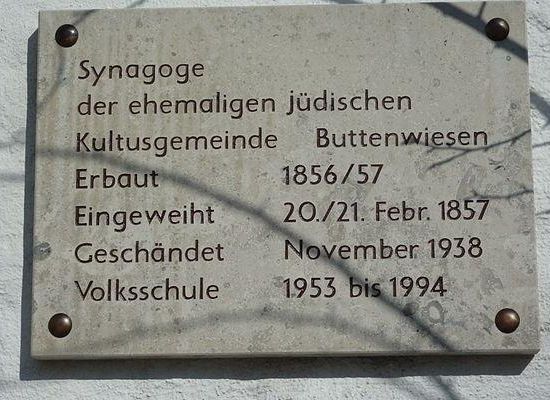 Synagoge
der ehemaligen jüdischen
Kultusgemeinde Buttenwiesen
Erbaut 1856/57
Eingeweiht 20./21. Febr. 1857
Geschändet November 1938
Volksschule 1953 bis 1994